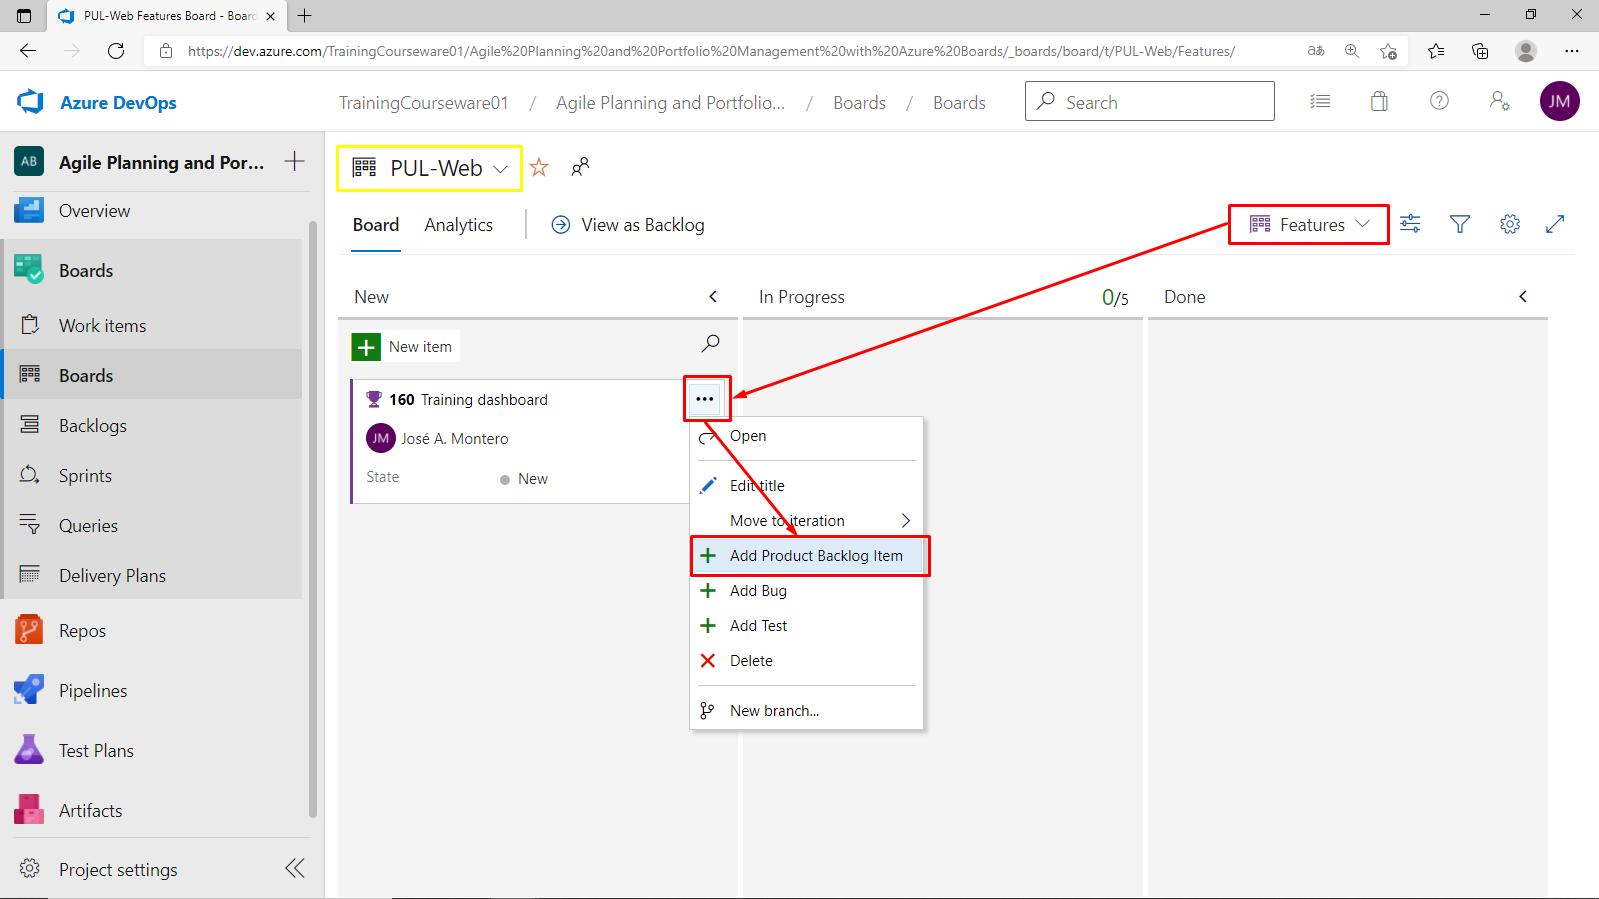 PUL-Web Features Board - Board
https://dev.azure.com/TrainingCourseware01/Agile%20Planning%20and%20Portfolio%20Management%20with%20Azure%20Boards/_boards/board/t/PUL-Web/Features/
Azure DevOps
TrainingCourseware01 / Agile Planning and Portfolio... / Boards / Boards
Search
JM
AB
Agile Planning and Por...
Overview
Boards
Work items
Boards
Backlogs
Sprints
Queries
Delivery Plans
Repos
Pipelines
Test Plans
Artifacts
Project settings
PUL-Web
Board
Analytics
View as Backlog
Features
New
In Progress
0/5
Done
New item
160 Training dashboard
JM
José A. Montero
State
New
Open
Edit title
Move to iteration
Add Product Backlog Item
Add Bug
Add Test
Delete
New branch...